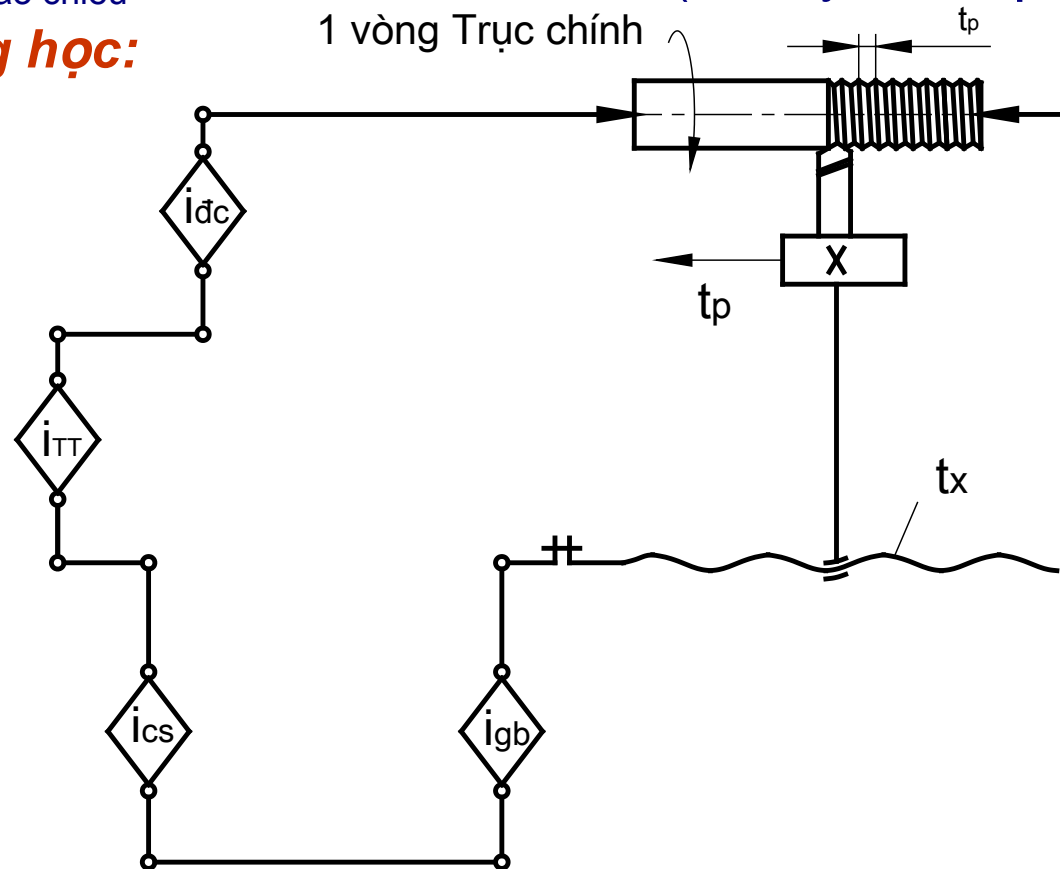 1 vòng Trục chính
tp
g học:
iđc
X
tp
iTT
tx
ics
igb